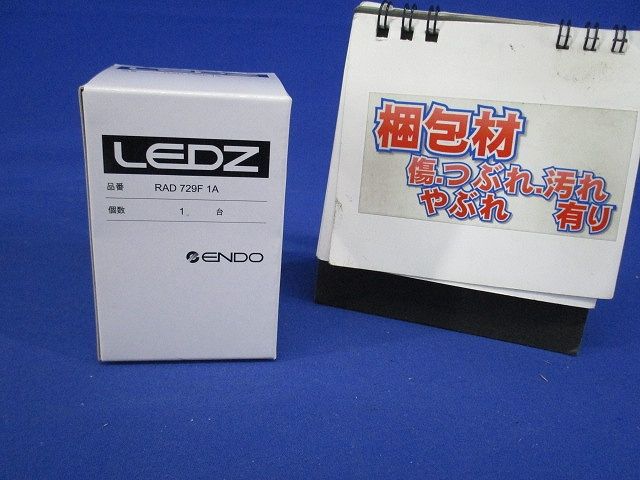 LEDZ
品番 RAD 729F 1A
個数 1 台
ENDO
梱包材
傷.つぶれ.汚れ
やぶれ 有り